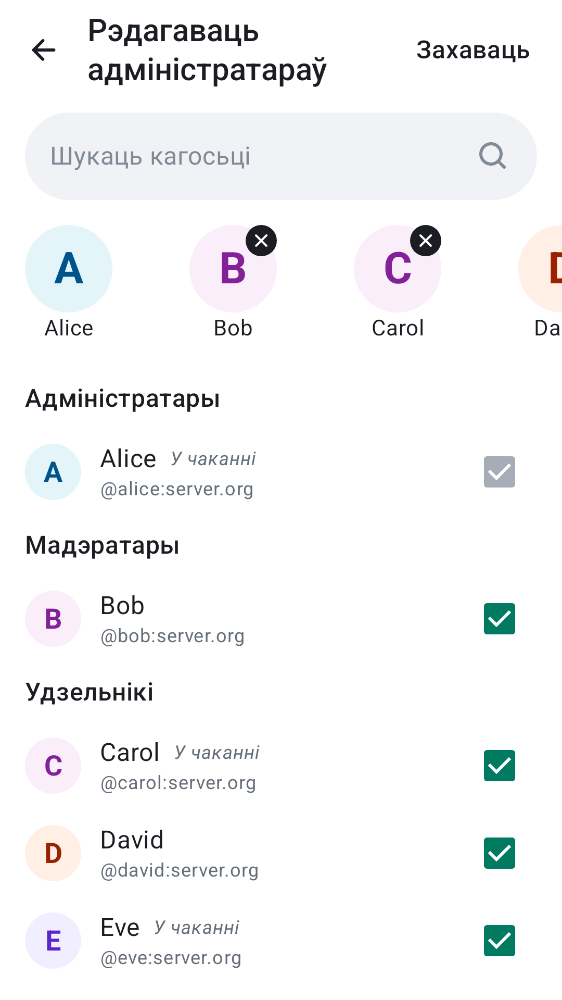 Рэдагаваць
адміністратараў
Захаваць
Шукаць кагосьці
A
B
C
D
Alice
Bob
Carol
Da
Адміністратары
A
Alice У чаканні
@alice:server.org
Мадэратары
B
Bob
@bob:server.org
Удзельнікі
C
Carol У чаканні
@carol:server.org
D
David
@david:server.org
E
Eve У чаканні
@eve:server.org